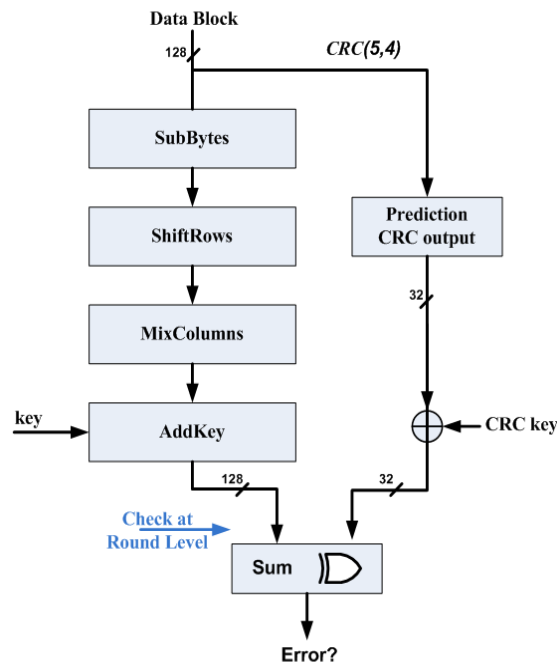 Data Block
128
CRC(5,4)
SubBytes
ShiftRows
Prediction
CRC output
32
MixColumns
key
AddKey
CRC key
128
32
Check at
Round Level
Sum
Error?